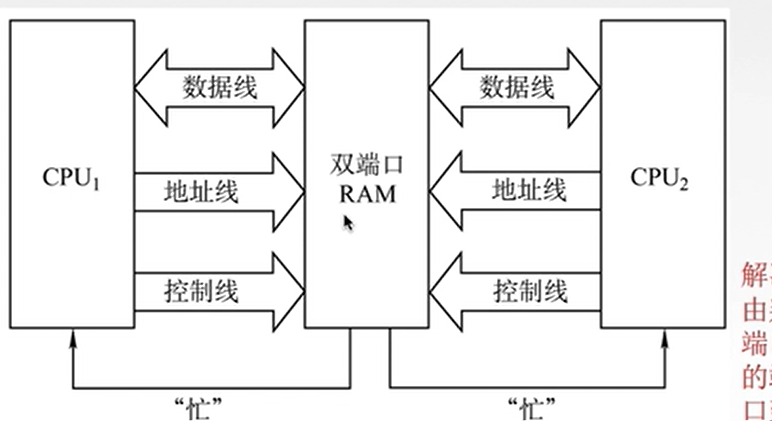 数据线
数据线
CPU₁
双端口
RAM
CPU₂
地址线
地址线
控制线
控制线
“忙”
“忙”
解
由
端
的
口